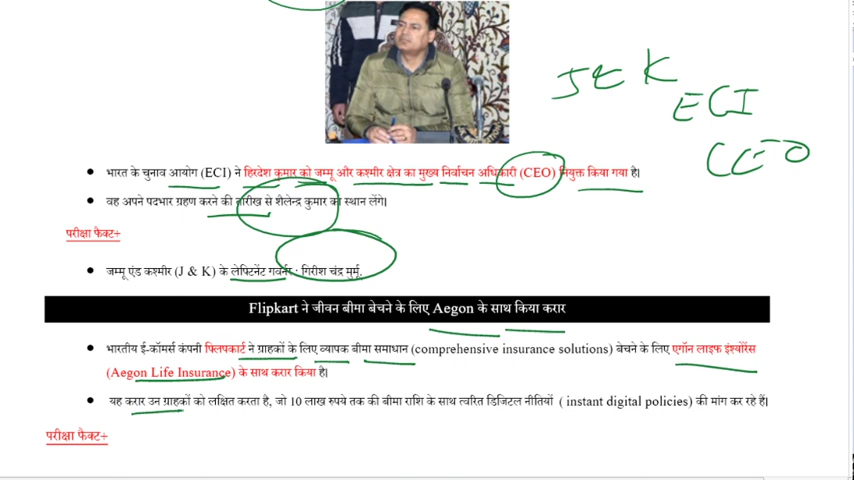 J & K
ECI
CEO
भारत के चुनाव आयोग (ECI) ने हिरदेश कुमार को जम्मू और कश्मीर क्षेत्र का मुख्य निर्वाचन अधिकारी (CEO) नियुक्त किया गया है।
वह अपने पदभार ग्रहण करने की तारीख से शैलेन्द्र कुमार का स्थान लेंगे।
परीक्षा फैक्ट+
जम्मू एंड कश्मीर (J & K) के लेफ्टिनेंट गवर्नर : गिरीश चंद्र मुर्मू.
Flipkart ने जीवन बीमा बेचने के लिए Aegon के साथ किया करार
भारतीय ई-कॉमर्स कंपनी फ्लिपकार्ट ने ग्राहकों के लिए व्यापक बीमा समाधान (comprehensive insurance solutions) बेचने के लिए एगॉन लाइफ इंश्योरेंस
(Aegon Life Insurance) के साथ करार किया है।
यह करार उन ग्राहकों को लक्षित करता है, जो 10 लाख रुपये तक की बीमा राशि के साथ त्वरित डिजिटल नीतियों ( instant digital policies) की मांग कर रहे हैं।
परीक्षा फैक्ट+